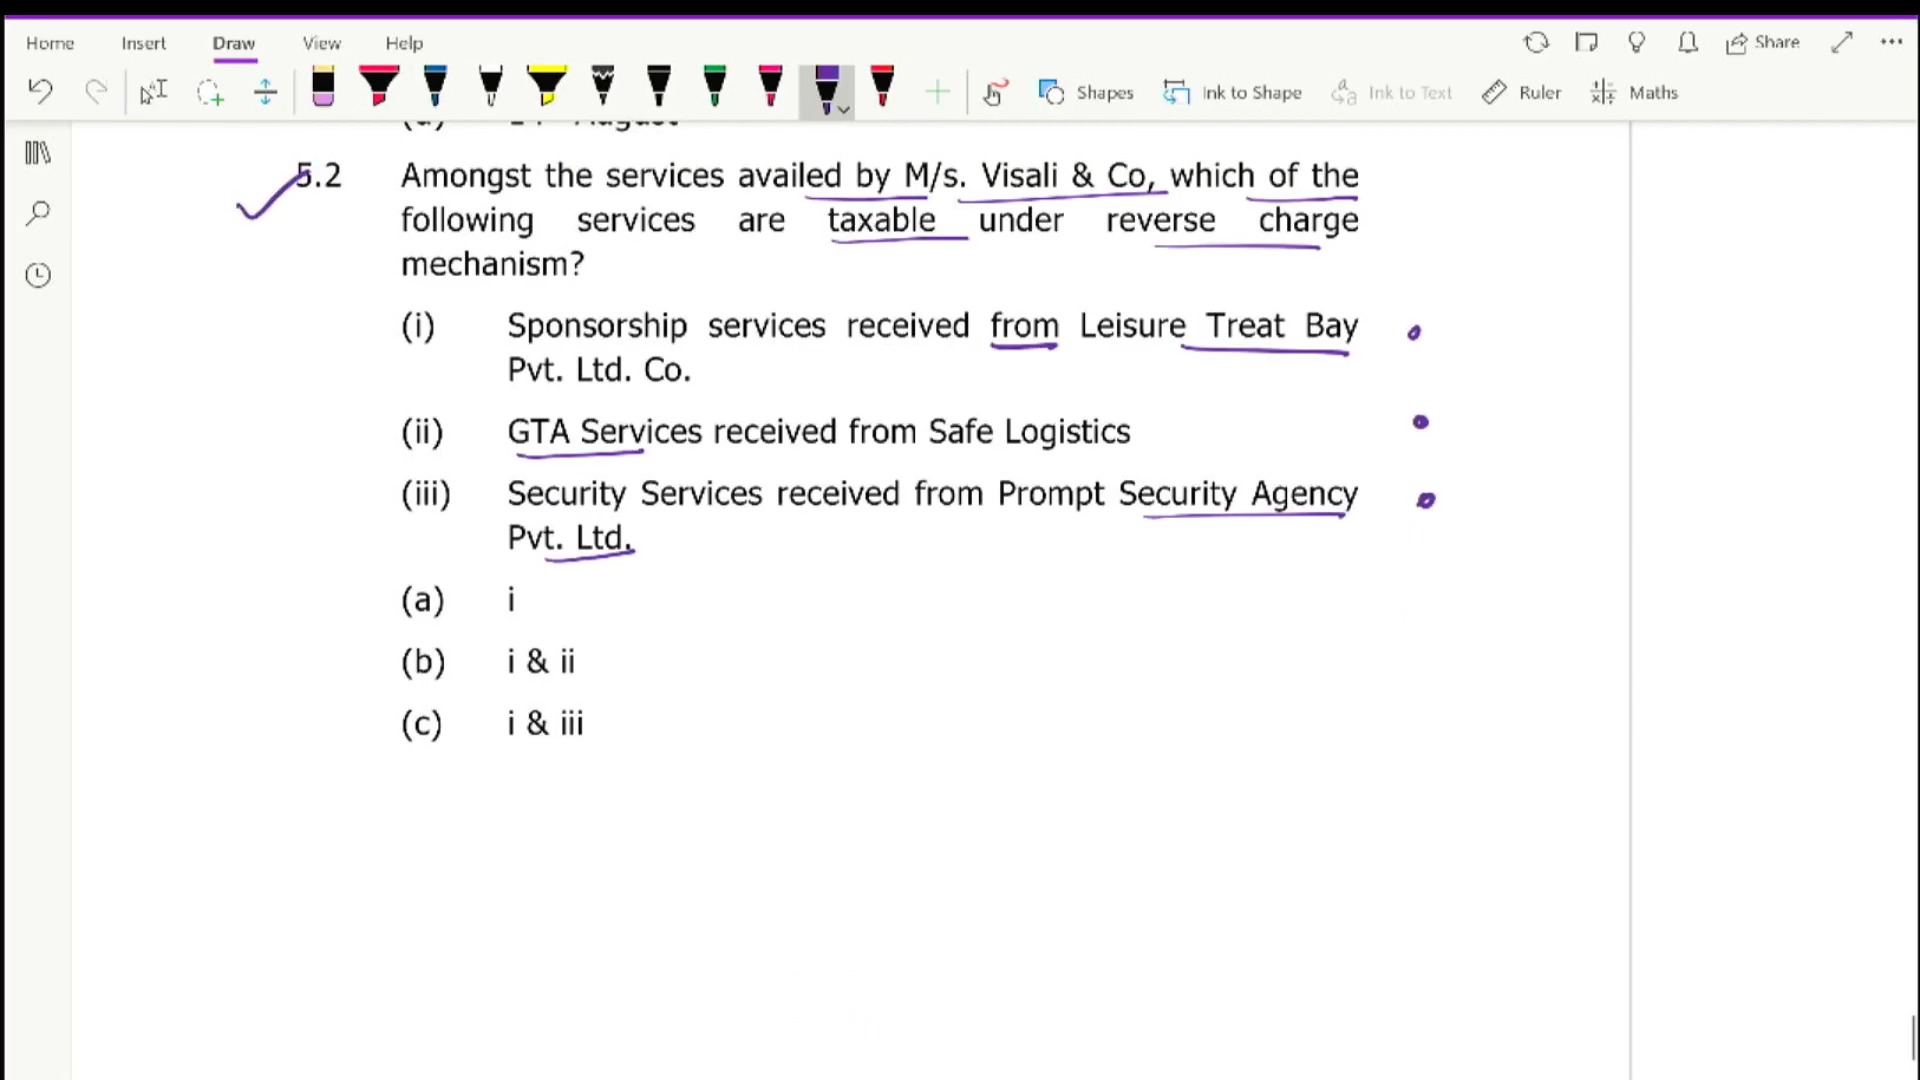 Home Insert Draw View Help Share
Shapes Ink to Shape Ink to Text Ruler Maths
August
5.2 Amongst the services availed by M/s. Visali & Co, which of the
following services are taxable under reverse charge
mechanism?
(i) Sponsorship services received from Leisure Treat Bay
Pvt. Ltd. Co.
(ii) GTA Services received from Safe Logistics
(iii) Security Services received from Prompt Security Agency
Pvt. Ltd.
(a) i
(b) i & ii
(c) i & iii